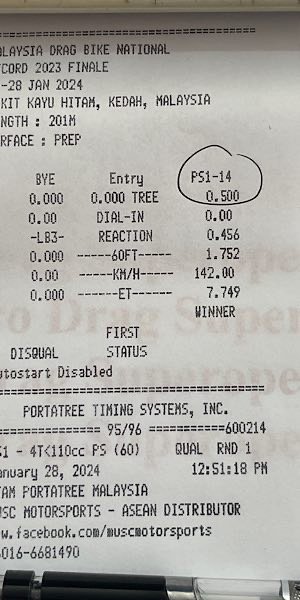 ALAYSIA DRAG BIKE NATIONAL
CORD 2023 FINALE
-28 JAN 2024
KIT KAYU HITAM, KEDAH, MALAYSIA
NGTH : 201M
RFACE : PREP
BYE Entry PS1-14
0.000 0.000 TREE 0.500
0.00 DIAL-IN 0.00
-LB3- REACTION 0.456
0.000 ------60FT----- 1.752
0.00 ------KM/H----- 142.00
0.000 -------ET------ 7.749
WINNER
FIRST
DISQUAL STATUS
utostart Disabled
PORTATREE TIMING SYSTEMS, INC.
============== 95/96 ===========600214
S1 - 4T<110cc PS (60) QUAL RND 1
anuary 28, 2024 12:51:18 PM
AM PORTATREE MALAYSIA
USC MOTORSPORTS - ASEAN DISTRIBUTOR
w.facebook.com/muscmotorsports
016-6681490